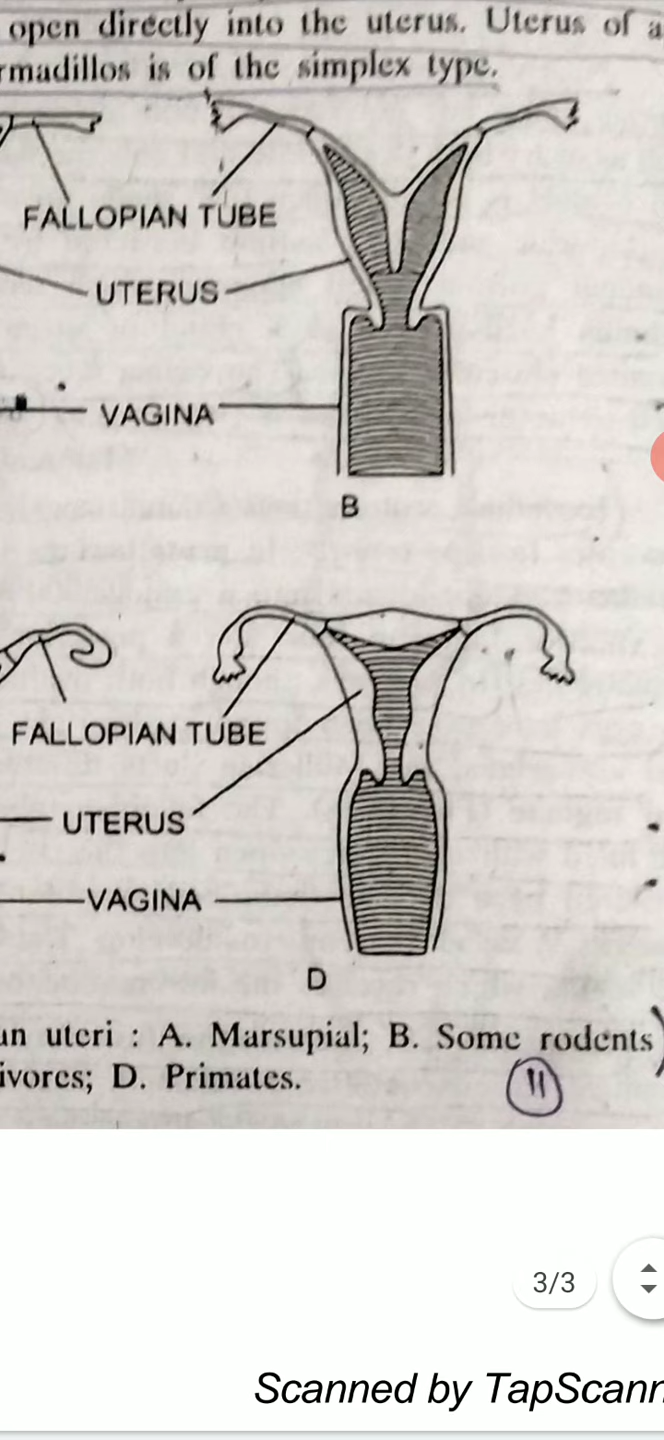 open directly into the uterus. Uterus of a
rmadillos is of the simplex type.
FALLOPIAN TUBE
UTERUS
VAGINA
B
FALLOPIAN TUBE
UTERUS
VAGINA
D
an uteri : A. Marsupial; B. Some rodents
ivores; D. Primates.
11
3/3
Scanned by TapScann